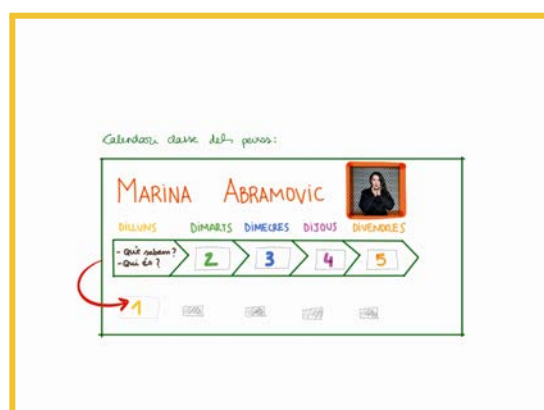 Calendari classe dels peixos:
MARINA ABRAMOVIC
DILLUNS DIMARTS DIMECRES DIJOUS DIVENDRES
- Què sabem?
- Qui és?
2 3 4 5
1